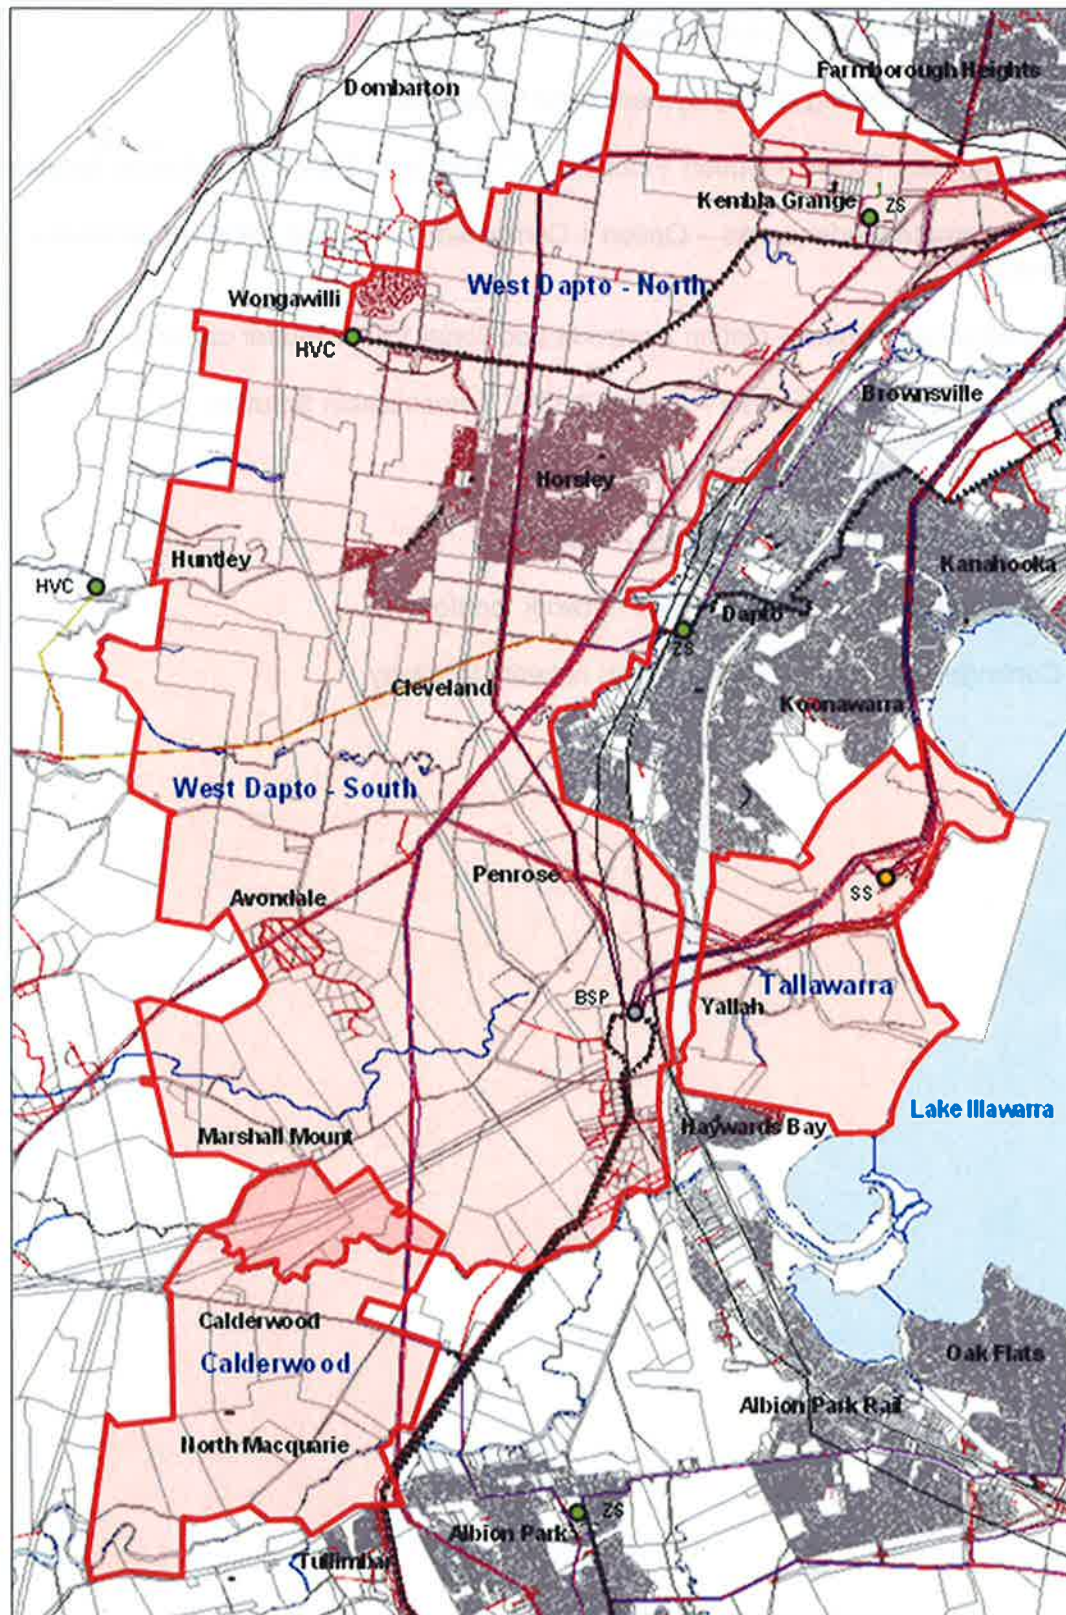 Farmborough Heights
Dombarton
Kembla Grange
ZS
West Dapto - North
Wongawilli
HVC
Brownsville
Horsley
Huntley
HVC
Kanahooka
Dapto
ZS
Cleveland
Koonawarra
West Dapto - South
Penrose
SS
Avondale
Tallawarra
BSP
Yallah
Lake Illawarra
Haywards Bay
Marshall Mount
Calderwood
Oak Flats
Calderwood
Albion Park Rail
North Macquarie
ZS
Albion Park
Tullimbar